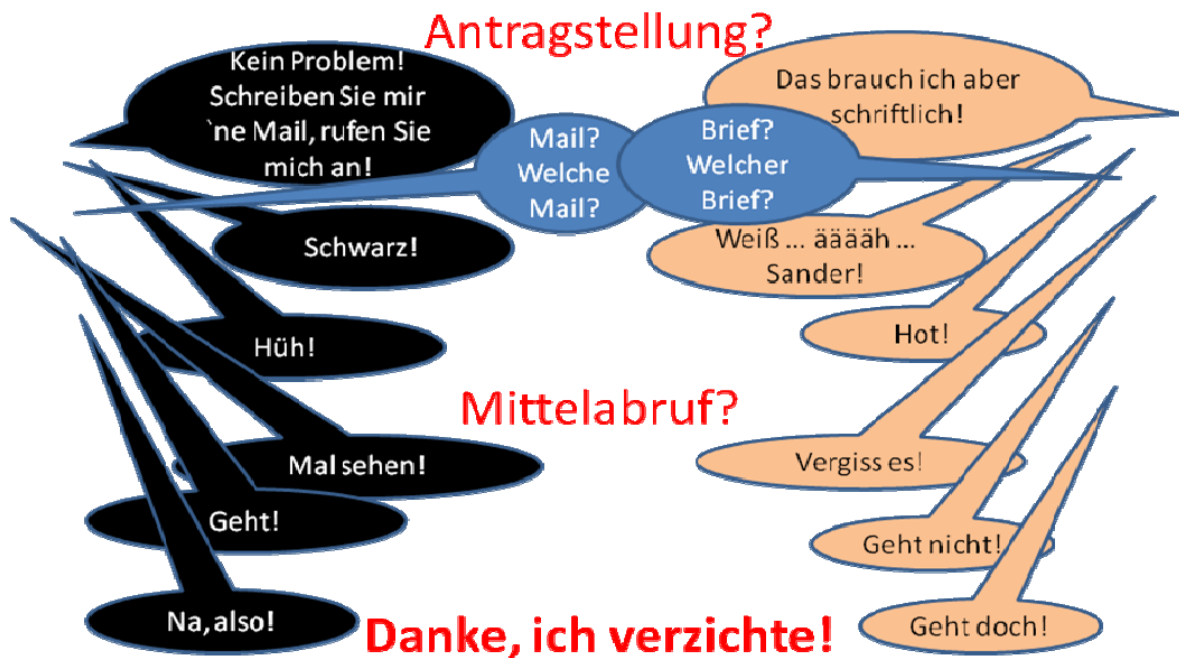 Antragstellung?
Kein Problem!
Schreiben Sie mir
`ne Mail, rufen Sie
mich an!
Das brauch ich aber
schriftlich!
Mail?
Welche
Mail?
Brief?
Welcher
Brief?
Schwarz!
Weiß ... ääääh ...
Sander!
Hüh!
Hot!
Mittelabruf?
Mal sehen!
Vergiss es!
Geht!
Geht nicht!
Na, also!
Geht doch!
Danke, ich verzichte!